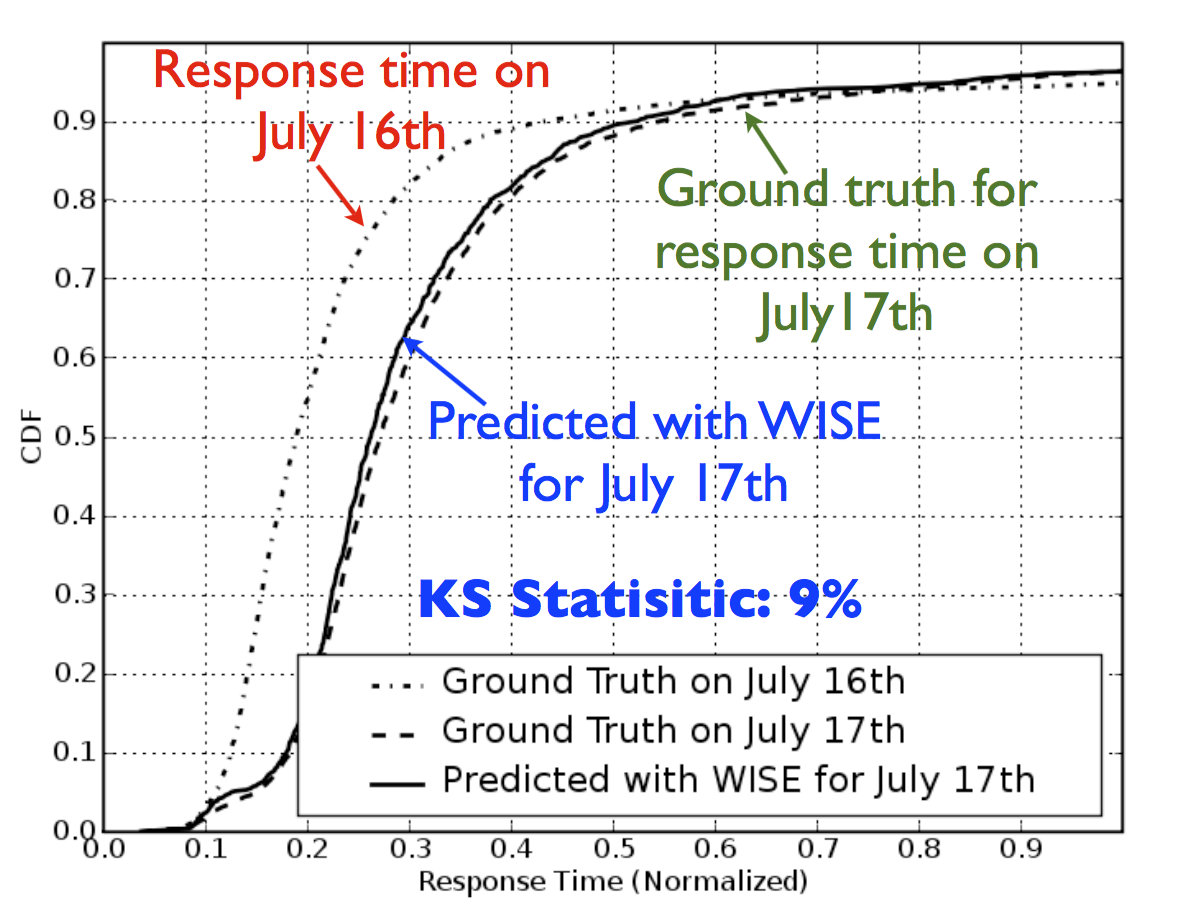 Response time on
July 16th
Ground truth for
response time on
July17th
Predicted with WISE
for July 17th
KS Statisitic: 9%
Ground Truth on July 16th
Ground Truth on July 17th
Predicted with WISE for July 17th
CDF
0.9
0.8
0.7
0.6
0.5
0.4
0.3
0.2
0.1
0.0
0.0 0.1 0.2 0.3 0.4 0.5 0.6 0.7 0.8 0.9
Response Time (Normalized)